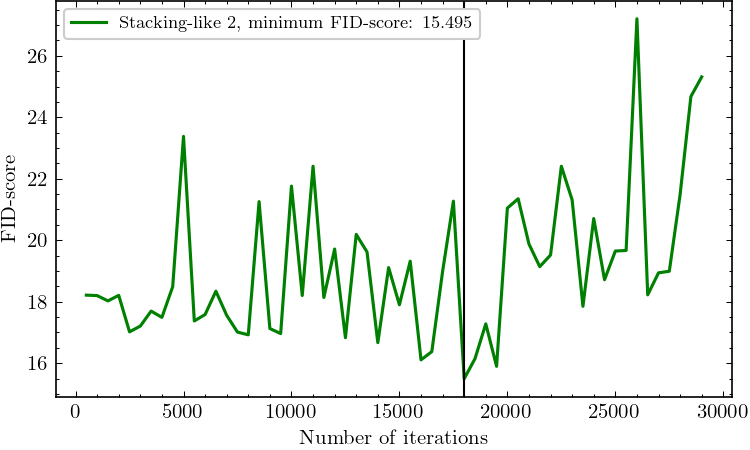 Stacking-like 2, minimum FID-score: 15.495
26
24
22
20
18
16
FID-score
0 5000 10000 15000 20000 25000 30000
Number of iterations